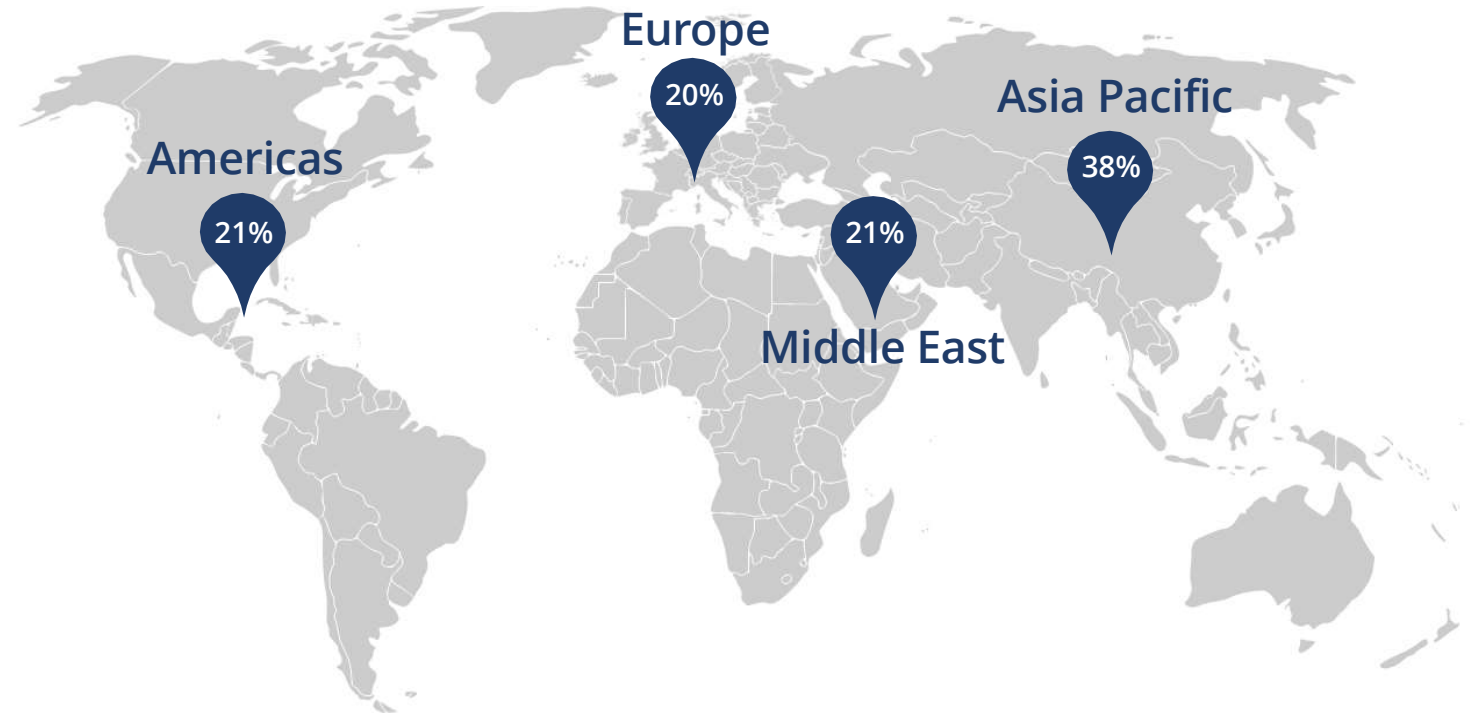 Europe
20%
Asia Pacific
38%
Americas
21%
21%
Middle East